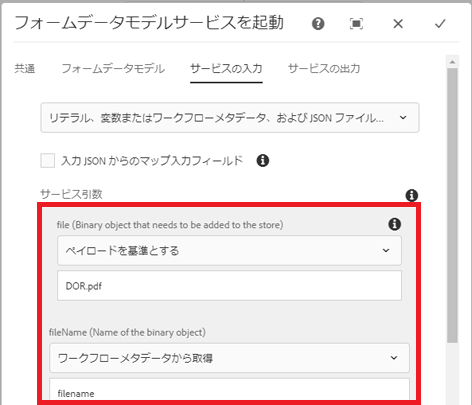 フォームデータモデルサービスを起動
共通 フォームデータモデル サービスの入力 サービスの出力
リテラル、変数またはワークフローメタデータ、および JSON ファイル...
入力 JSON からのマップ入力フィールド
サービス引数
file (Binary object that needs to be added to the store)
ペイロードを基準とする
DOR.pdf
fileName (Name of the binary object)
ワークフローメタデータから取得
filename